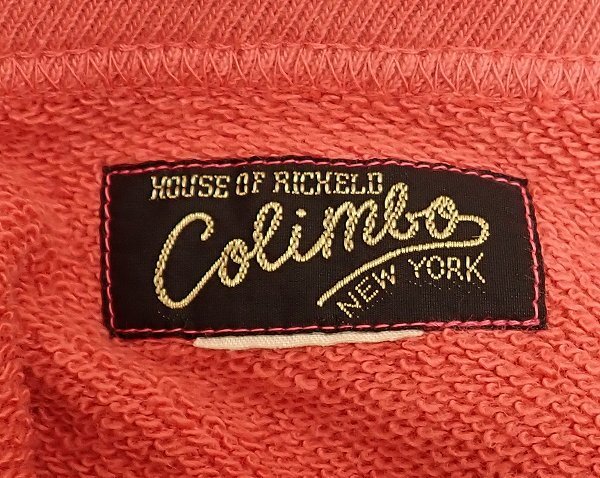 HOUSE OF RICHELD
Colimbo
NEW YORK